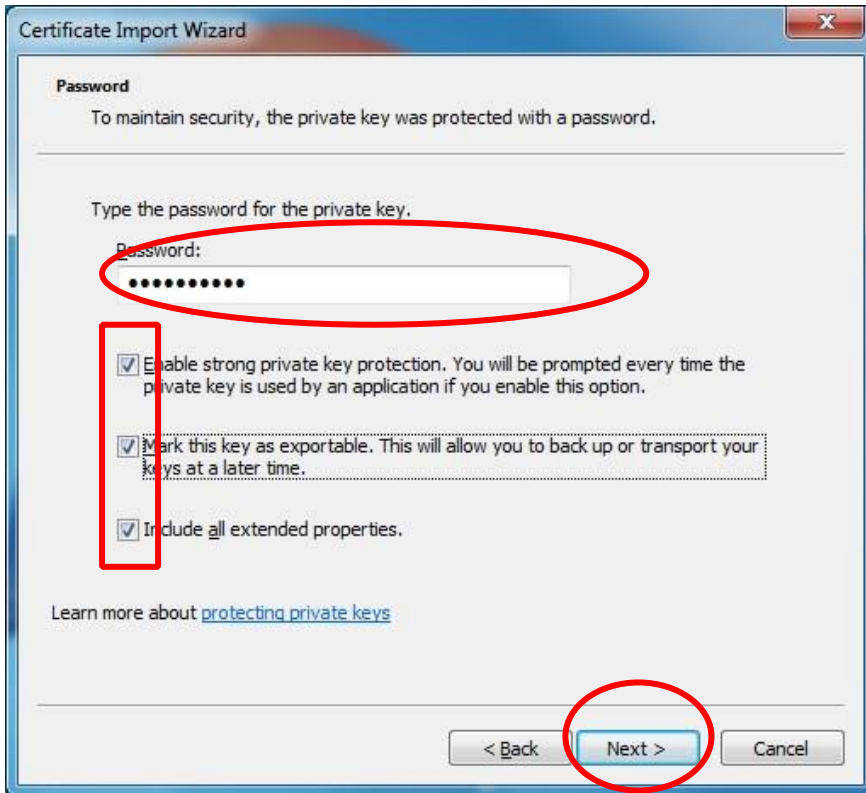 Certificate Import Wizard
Password
To maintain security, the private key was protected with a password.
Type the password for the private key.
Password:
••••••••••
Enable strong private key protection. You will be prompted every time the
private key is used by an application if you enable this option.
Mark this key as exportable. This will allow you to back up or transport your
keys at a later time.
Include all extended properties.
Learn more about protecting private keys
< Back Next > Cancel